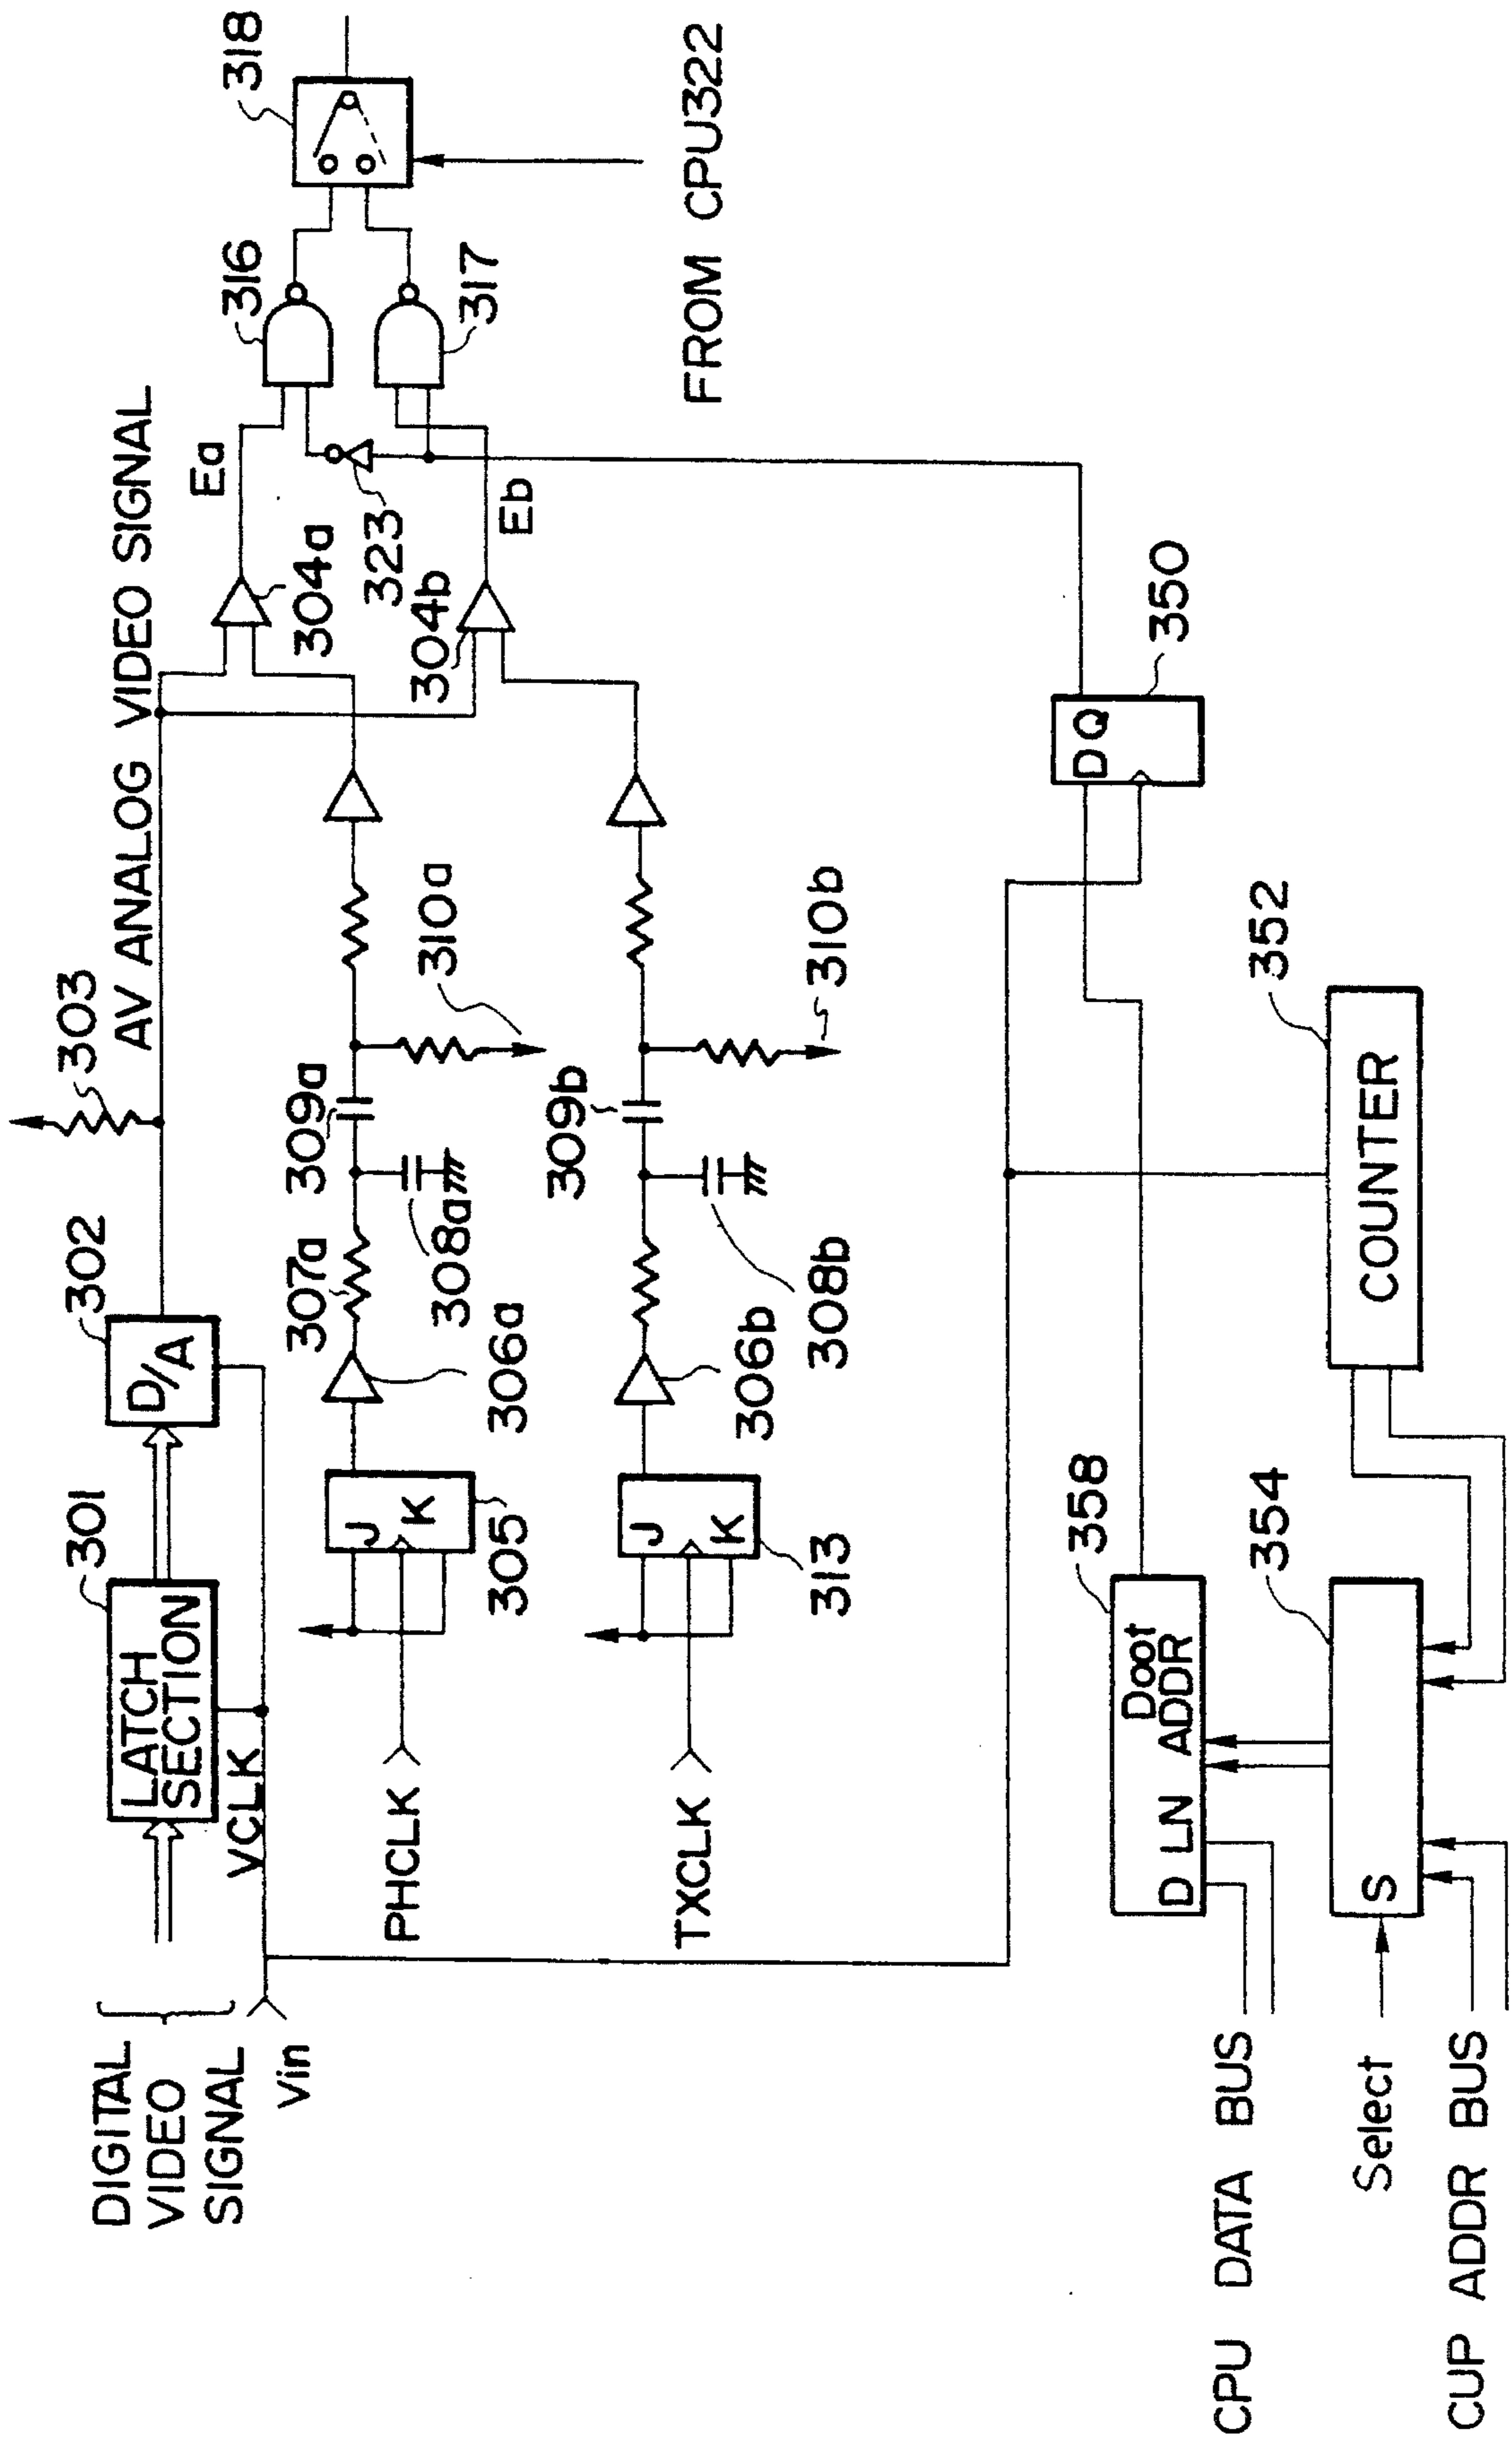 DIGITAL
VIDEO
SIGNAL
Vin
301
LATCH
SECTION
VCLK
302
D/A
303
AV ANALOG VIDEO SIGNAL
PHCLK
J
K
305
306a
307a
308a
309a
310a
304a
Ea
TXCLK
J
K
313
306b
308b
309b
310b
304b
Eb
323
316
317
318
FROM CPU322
CPU DATA BUS
358
D LN ADDR
Doot
Select
S
354
CUP ADDR BUS
COUNTER
352
D Q
350